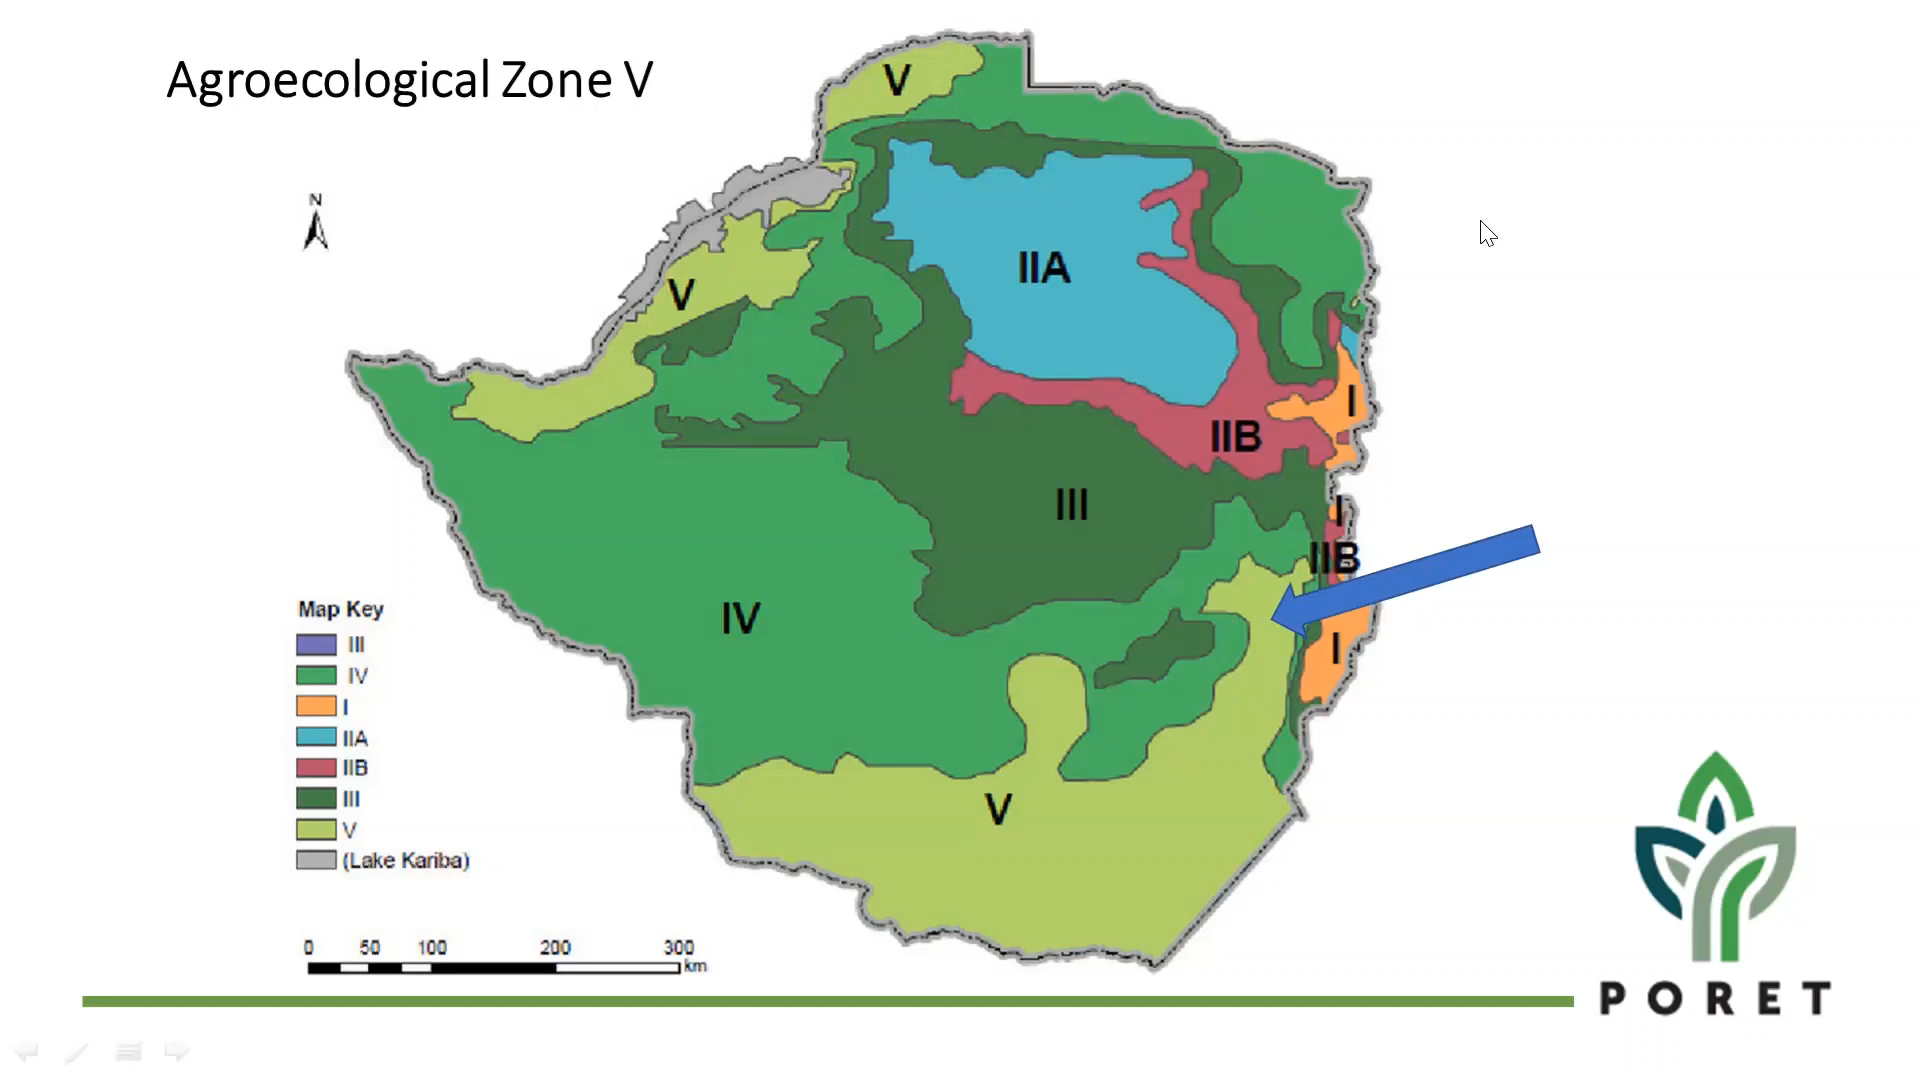 Agroecological Zone V
V
N
IIA
V
I
IIB
III
I
IIB
IV
I
V
Map Key
III
IV
I
IIA
IIB
III
V
(Lake Kariba)
0 50 100 200 300
km
PORET